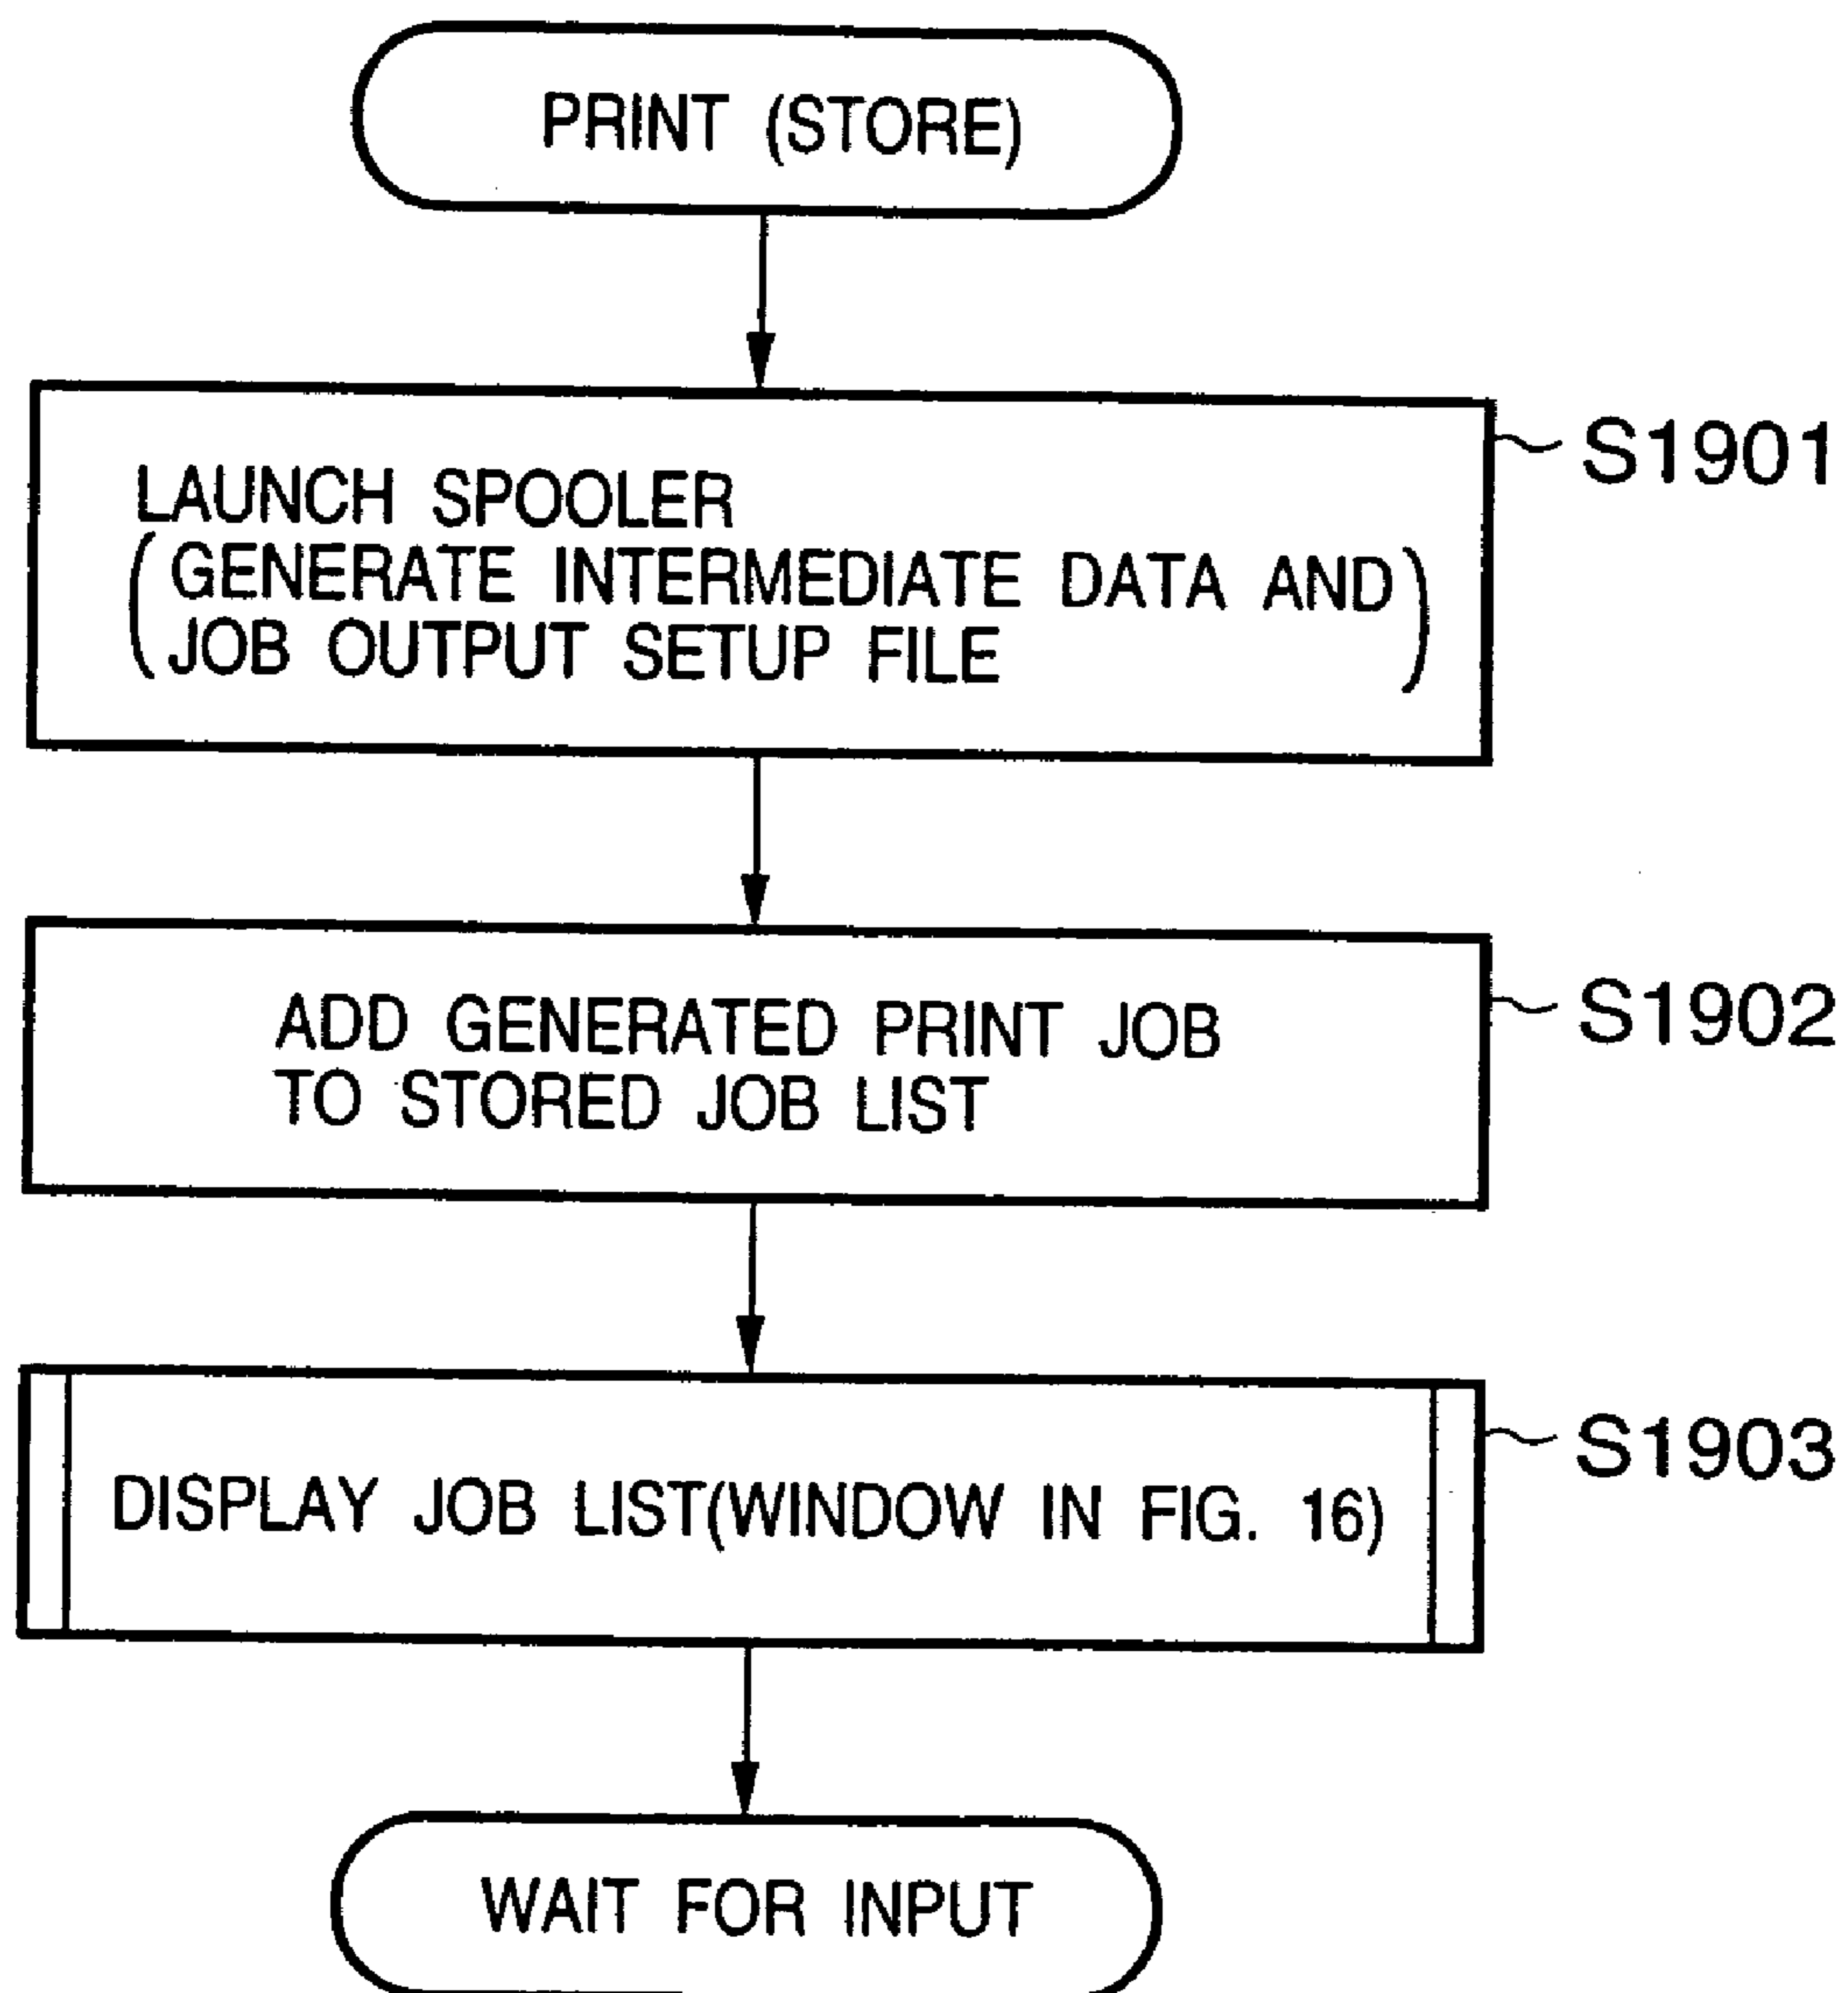 PRINT (STORE)
LAUNCH SPOOLER
(GENERATE INTERMEDIATE DATA AND
JOB OUTPUT SETUP FILE)
S1901
ADD GENERATED PRINT JOB
TO STORED JOB LIST
S1902
DISPLAY JOB LIST(WINDOW IN FIG. 16)
S1903
WAIT FOR INPUT